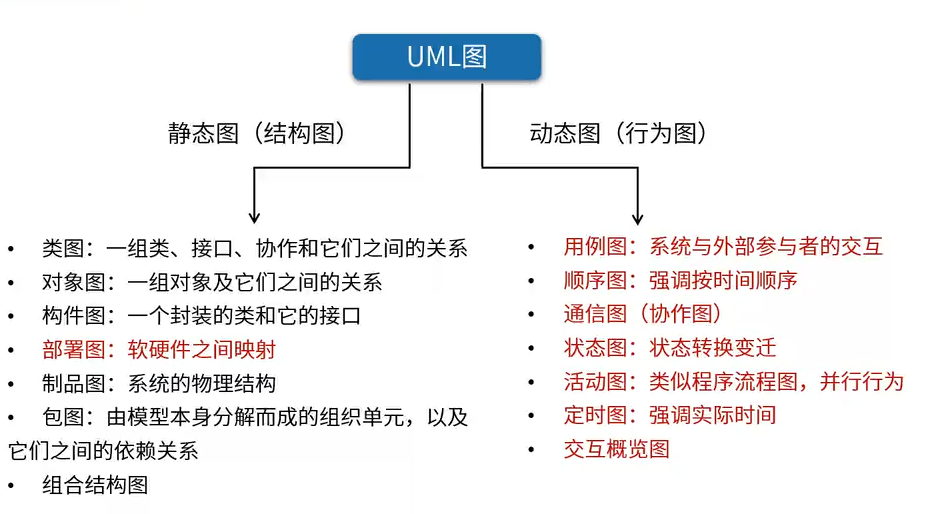 UML图
静态图（结构图）
动态图（行为图）
• 类图：一组类、接口、协作和它们之间的关系
• 对象图：一组对象及它们之间的关系
• 构件图：一个封装的类和它的接口
• 部署图：软硬件之间映射
• 制品图：系统的物理结构
• 包图：由模型本身分解而成的组织单元，以及
它们之间的依赖关系
• 组合结构图
• 用例图：系统与外部参与者的交互
• 顺序图：强调按时间顺序
• 通信图（协作图）
• 状态图：状态转换变迁
• 活动图：类似程序流程图，并行行为
• 定时图：强调实际时间
• 交互概览图